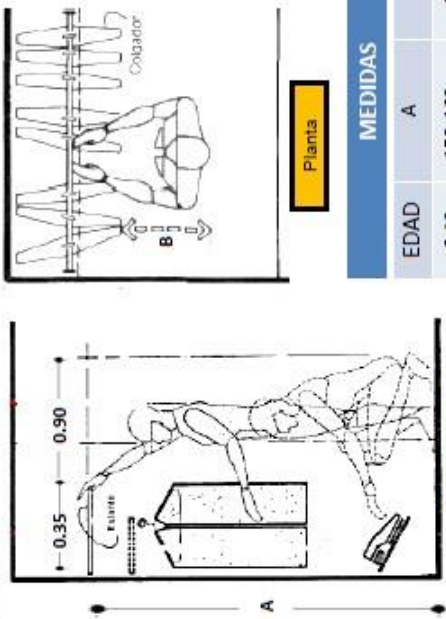 Colgador
B
Planta
MEDIDAS
EDAD A
0.35 0.90
Estante
A